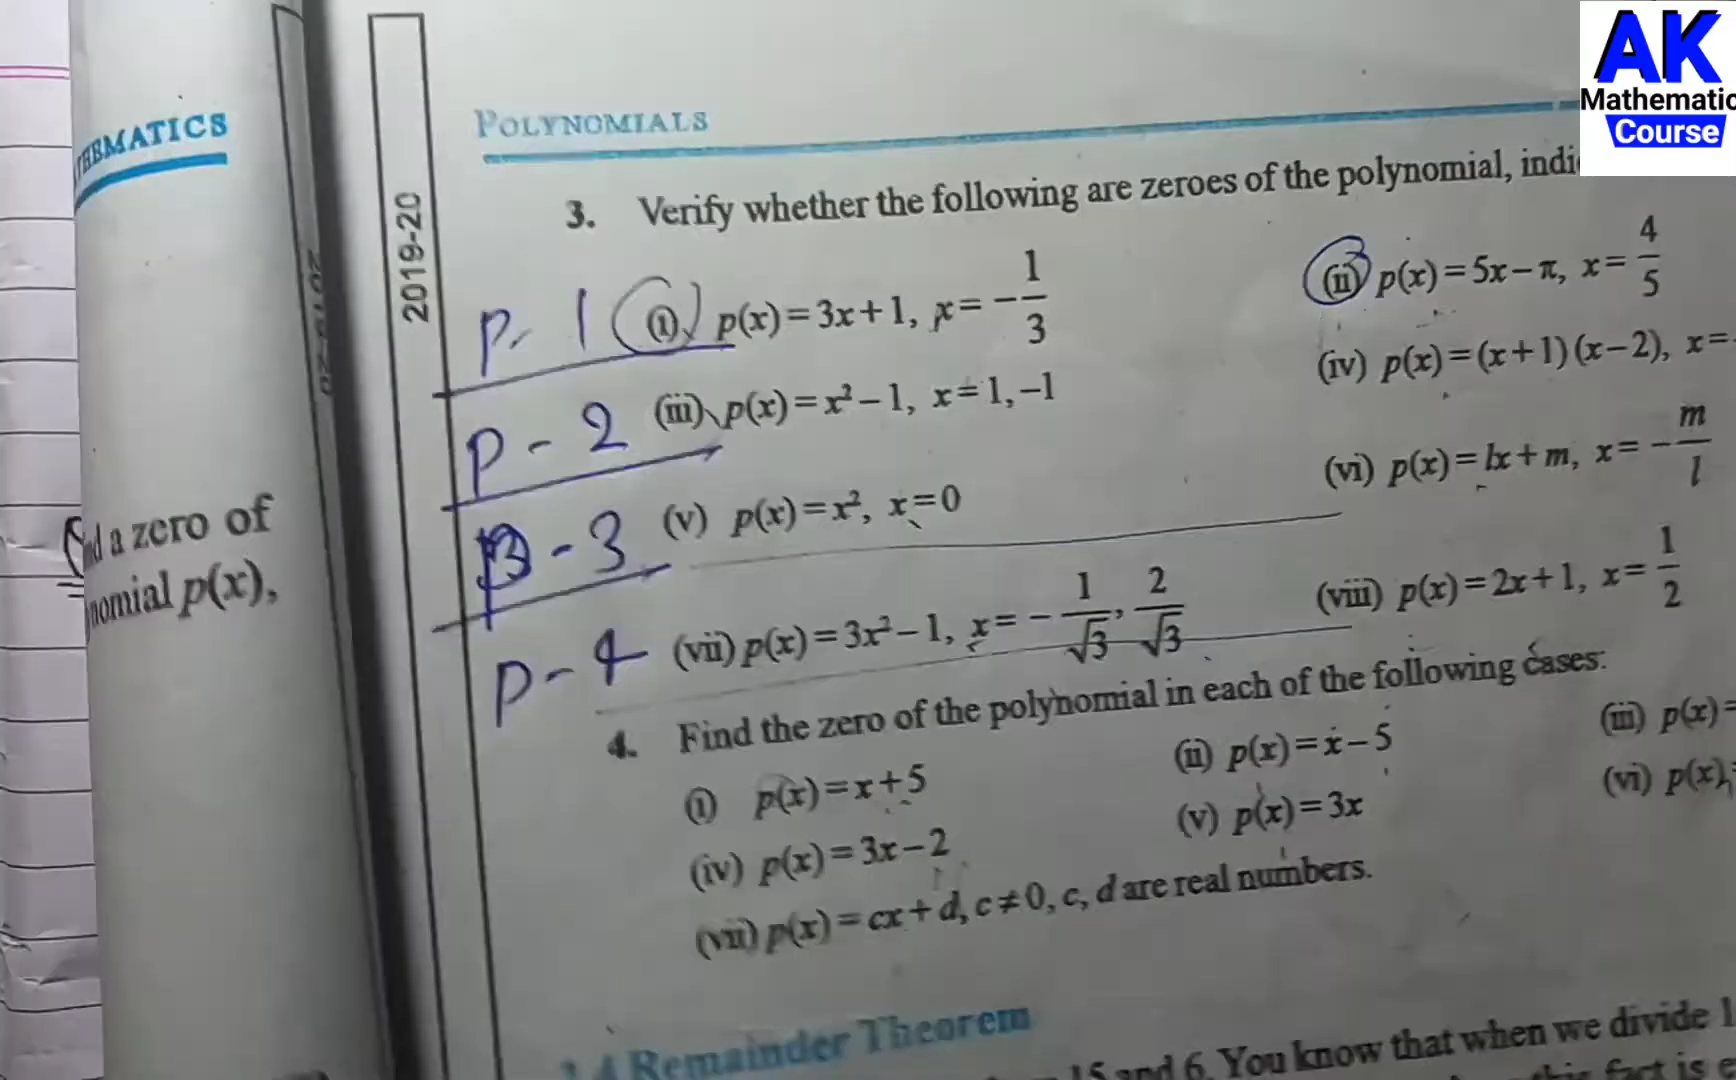 AK
Mathematic
Course
THEMATICS
POLYNOMIALS
2019-20
3. Verify whether the following are zeroes of the polynomial, indi
P-1 (i) p(x) = 3x + 1, x = -1/3 (ii) p(x) = 5x – π, x = 4/5
P-2 (iii) p(x) = x² – 1, x = 1, –1 (iv) p(x) = (x + 1) (x – 2), x =
3 (v) p(x) = x², x = 0 (vi) p(x) = lx + m, x = -m/l
P-4 (vii) p(x) = 3x² – 1, x = -1/√3, 2/√3 (viii) p(x) = 2x + 1, x = 1/2
a zero of
nomial p(x),
4. Find the zero of the polynomial in each of the following cases:
(i) p(x) = x + 5 (ii) p(x) = x – 5 (iii) p(x) =
(iv) p(x) = 3x – 2 (v) p(x) = 3x (vi) p(x)
(vii) p(x) = cx + d, c ≠ 0, c, d are real numbers.
4 Remainder Theorem
15 and 6. You know that when we divide 1
this fact is